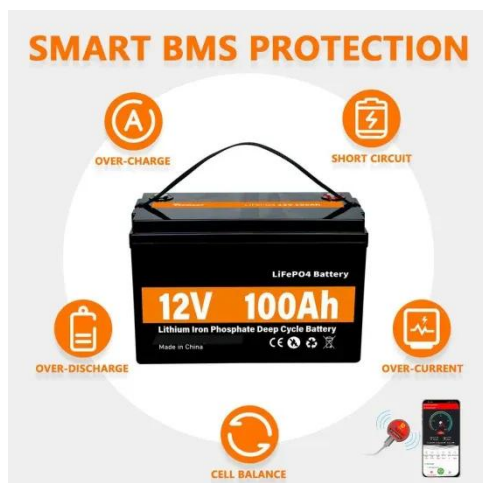 SMART BMS PROTECTION
A
OVER-CHARGE
SHORT CIRCUIT
LiFePO4 Battery
12V 100Ah
Lithium Iron Phosphate Deep Cycle Battery
Made in China
CE
OVER-DISCHARGE
OVER-CURRENT
CELL BALANCE